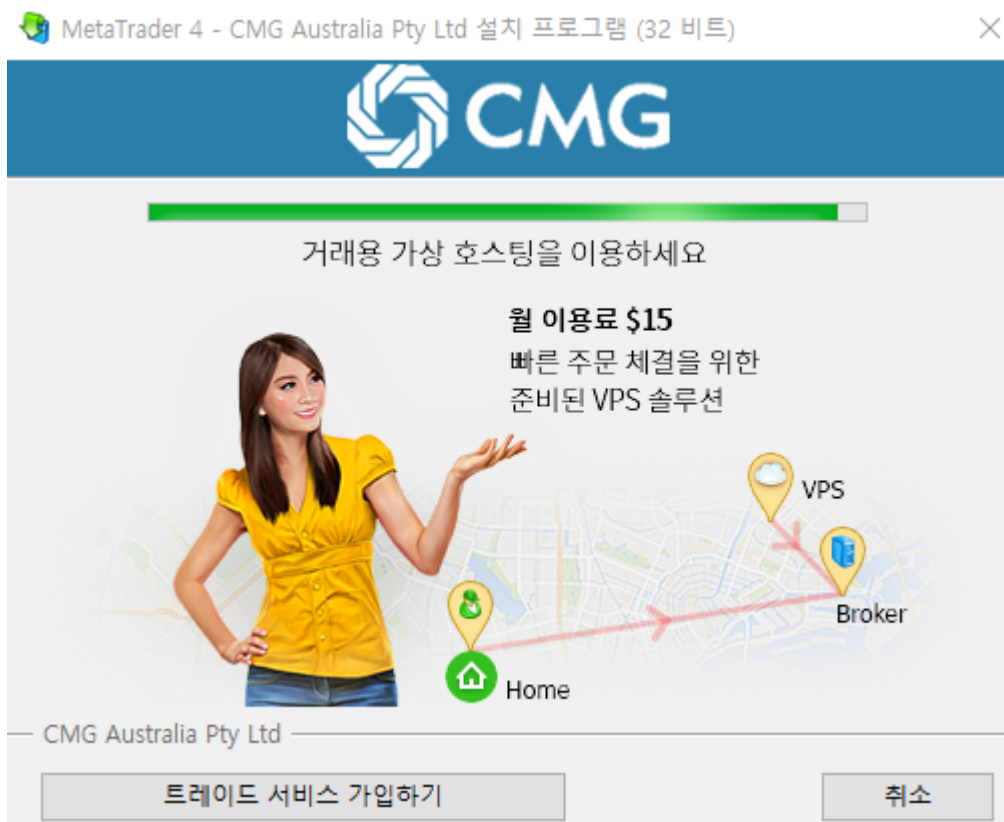 MetaTrader 4 - CMG Australia Pty Ltd 설치 프로그램 (32 비트)
CMG
거래용 가상 호스팅을 이용하세요
월 이용료 $15
빠른 주문 체결을 위한
준비된 VPS 솔루션
VPS
Broker
Home
CMG Australia Pty Ltd
트레이드 서비스 가입하기
취소